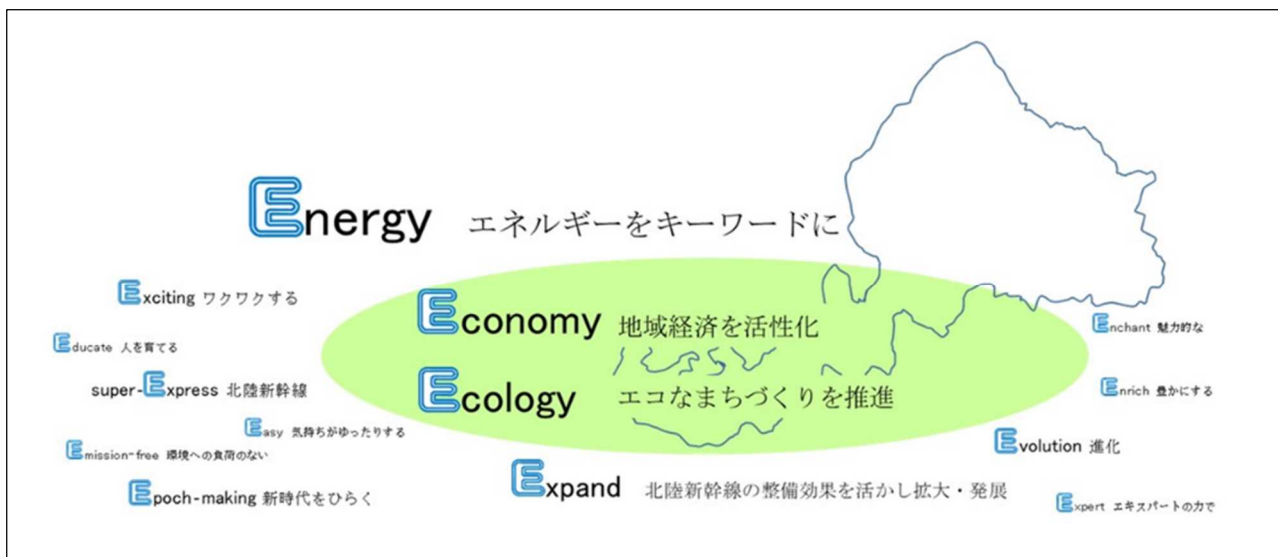 Energy エネルギーをキーワードに
Exciting ワクワクする
Economy 地域経済を活性化
Enchant 魅力的な
Educate 人を育てる
super-Express 北陸新幹線
Ecology エコなまちづくりを推進
Enrich 豊かにする
Easy 気持ちがゆったりする
Emission-free 環境への負荷のない
Evolution 進化
Epoch-making 新時代をひらく
Expand 北陸新幹線の整備効果を活かし拡大・発展
Expert エキスパートの力で